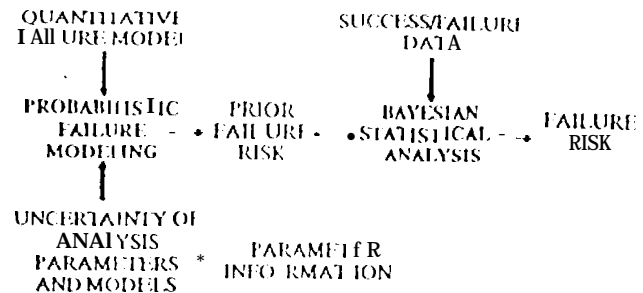 QUANTITATIVE
FAILURE MODEL
SUCCESS/FAILURE
DATA
PROBABILISTIC
FAILURE
MODELING
PRIOR
FAILURE
RISK
BAYESIAN
STATISTICAL
ANALYSIS
FAILURE
RISK
UNCERTAINTY OF
ANALYSIS
PARAMETERS
AND MODELS
PARAMETER
INFORMATION